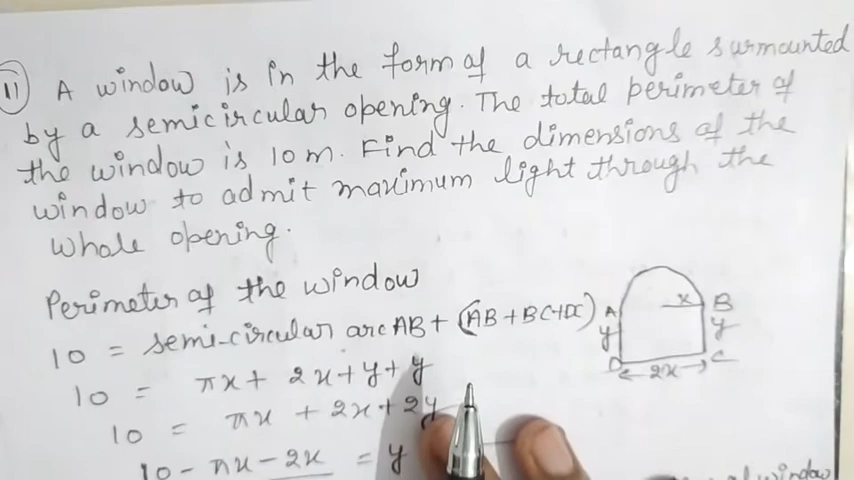 11 A window is in the form of a rectangle surmounted
by a semicircular opening. The total perimeter of
the window is 10 m. Find the dimensions of the
window to admit maximum light through the
whole opening.
Perimeter of the window
10 = semi-circular arc AB + (AB + BC + DC)
10 = πx + 2x + y + y
10 = πx + 2x + 2y
10 - πx - 2x = y
A x B
y y
D C
2x
window